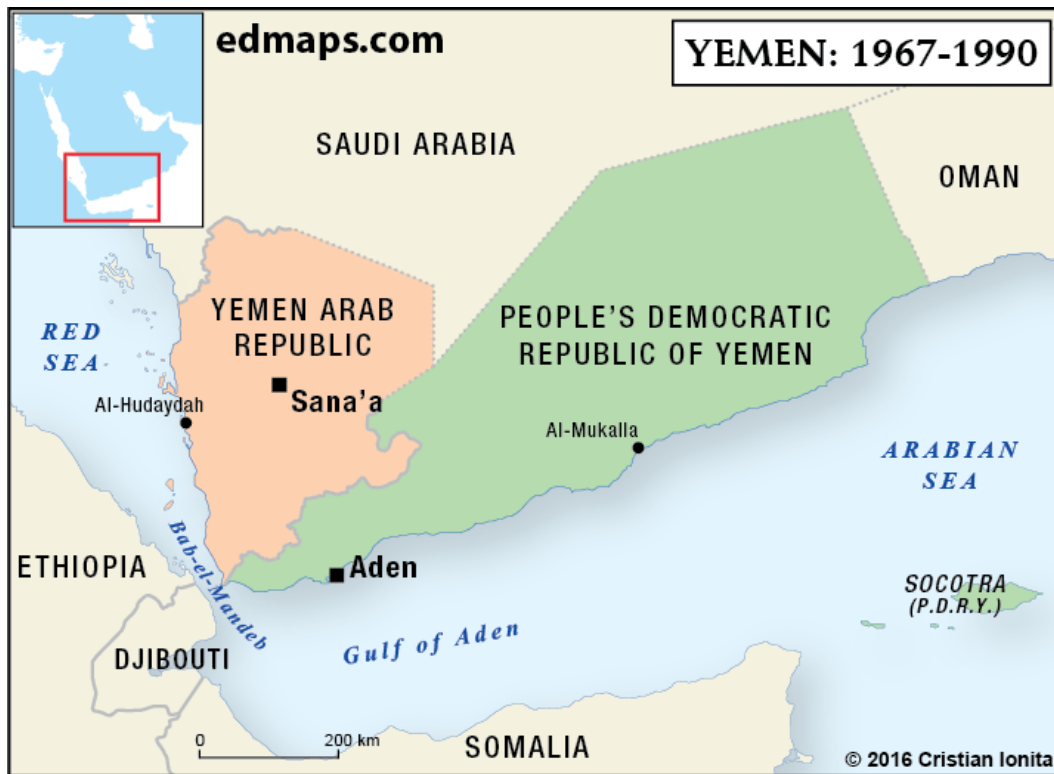 edmaps.com
YEMEN: 1967-1990
SAUDI ARABIA
OMAN
YEMEN ARAB
REPUBLIC
PEOPLE'S DEMOCRATIC
REPUBLIC OF YEMEN
RED
SEA
Sana'a
Al-Hudaydah
Al-Mukalla
ARABIAN
SEA
Bab-el-Mandeb
ETHIOPIA
Aden
SOCOTRA
(P.D.R.Y.)
Gulf of Aden
DJIBOUTI
0 200 km
SOMALIA
© 2016 Cristian Ionita